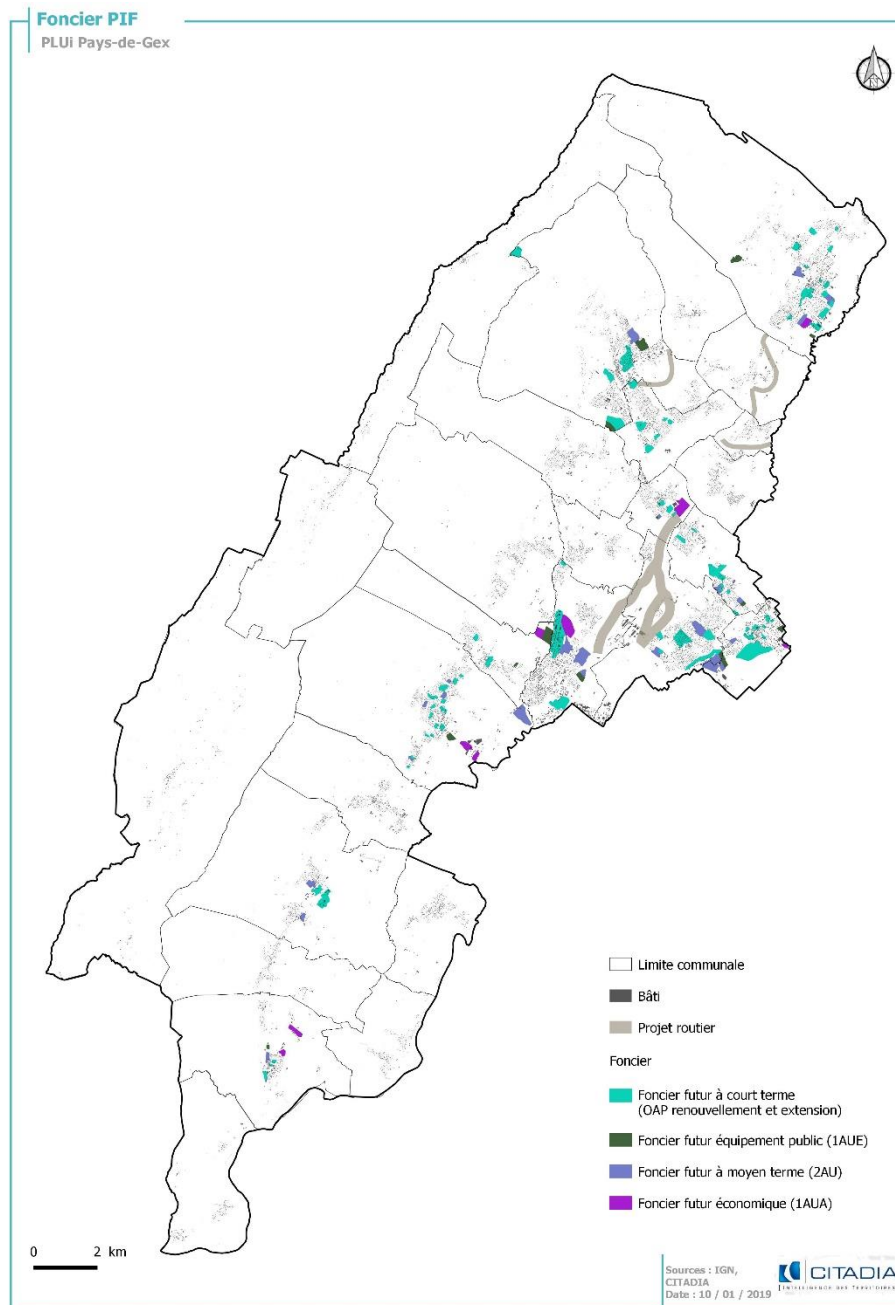 Foncier PIF
PLUi Pays-de-Gex
N
Limite communale
Bâti
Projet routier
Foncier
Foncier futur à court terme
(OAP renouvellement et extension)
Foncier futur équipement public (1AUE)
Foncier futur à moyen terme (2AU)
Foncier futur économique (1AUA)
0 2 km
Sources : IGN,
CITADIA
Date : 10 / 01 / 2019
CITADIA